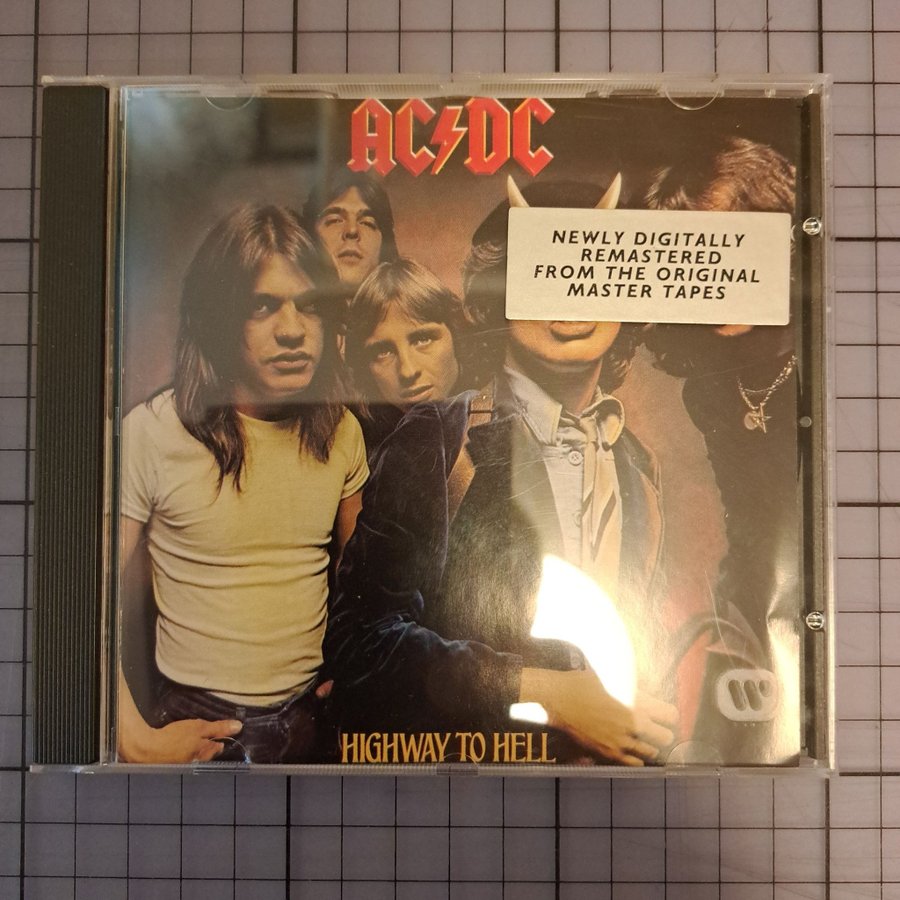 AC⚡DC
NEWLY DIGITALLY
REMASTERED
FROM THE ORIGINAL
MASTER TAPES
HIGHWAY TO HELL